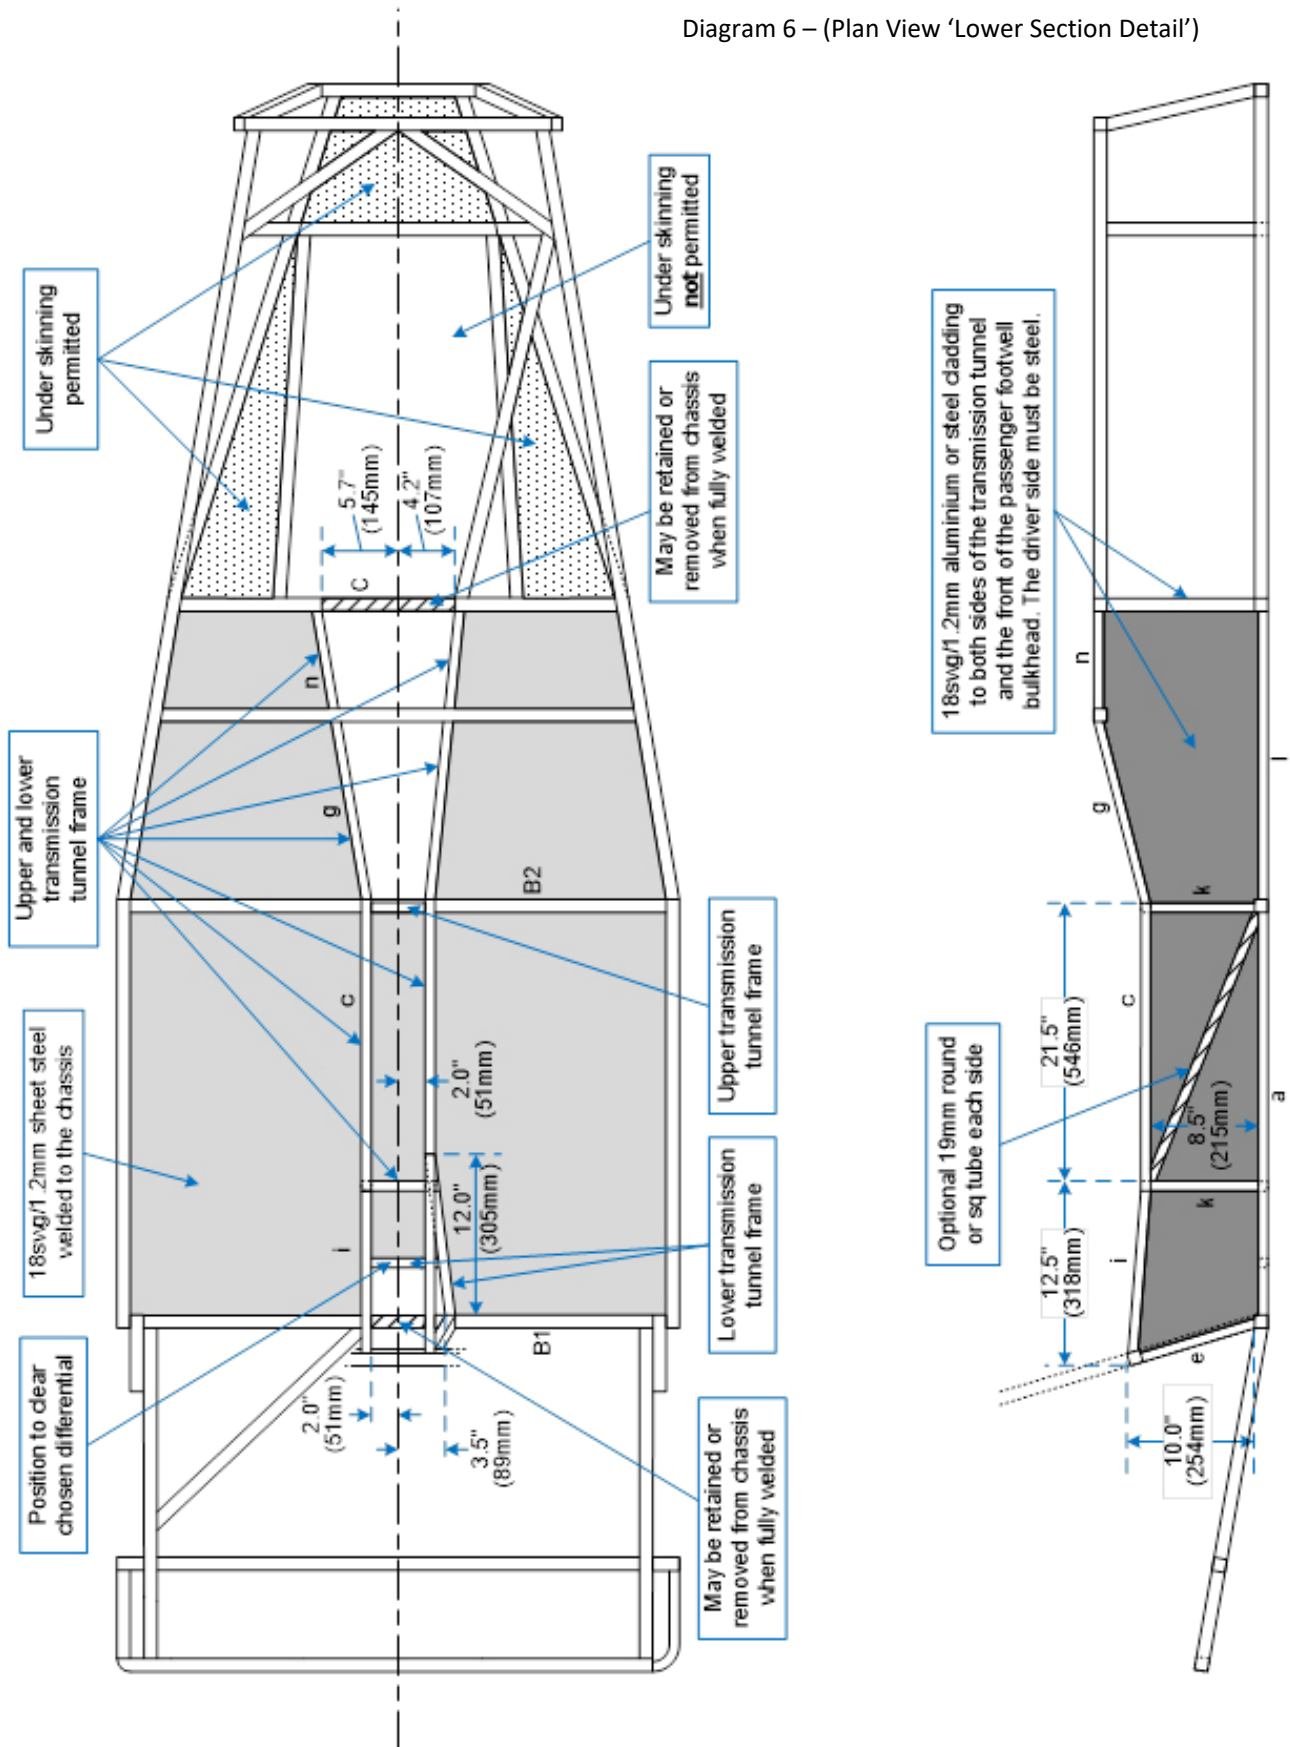 Diagram 6 – (Plan View ‘Lower Section Detail’)
Under skinning
permitted
Under skinning
not permitted
5.7"
(145mm)
4.2"
(107mm)
C
May be retained or
removed from chassis
when fully welded
Upper and lower
transmission
tunnel frame
n
g
B2
18swg/1.2mm sheet steel
welded to the chassis
c
i
2.0"
(51mm)
12.0"
(305mm)
Upper transmission
tunnel frame
Lower transmission
tunnel frame
Position to clear
chosen differential
B1
2.0"
(51mm)
3.5"
(89mm)
May be retained or
removed from chassis
when fully welded
18swg/1.2mm aluminium or steel cladding
to both sides of the transmission tunnel
and the front of the passenger footwell
bulkhead. The driver side must be steel.
n
g
l
k
c
21.5"
(546mm)
Optional 19mm round
or sq tube each side
8.5"
(215mm)
a
k
i
12.5"
(318mm)
e
10.0"
(254mm)